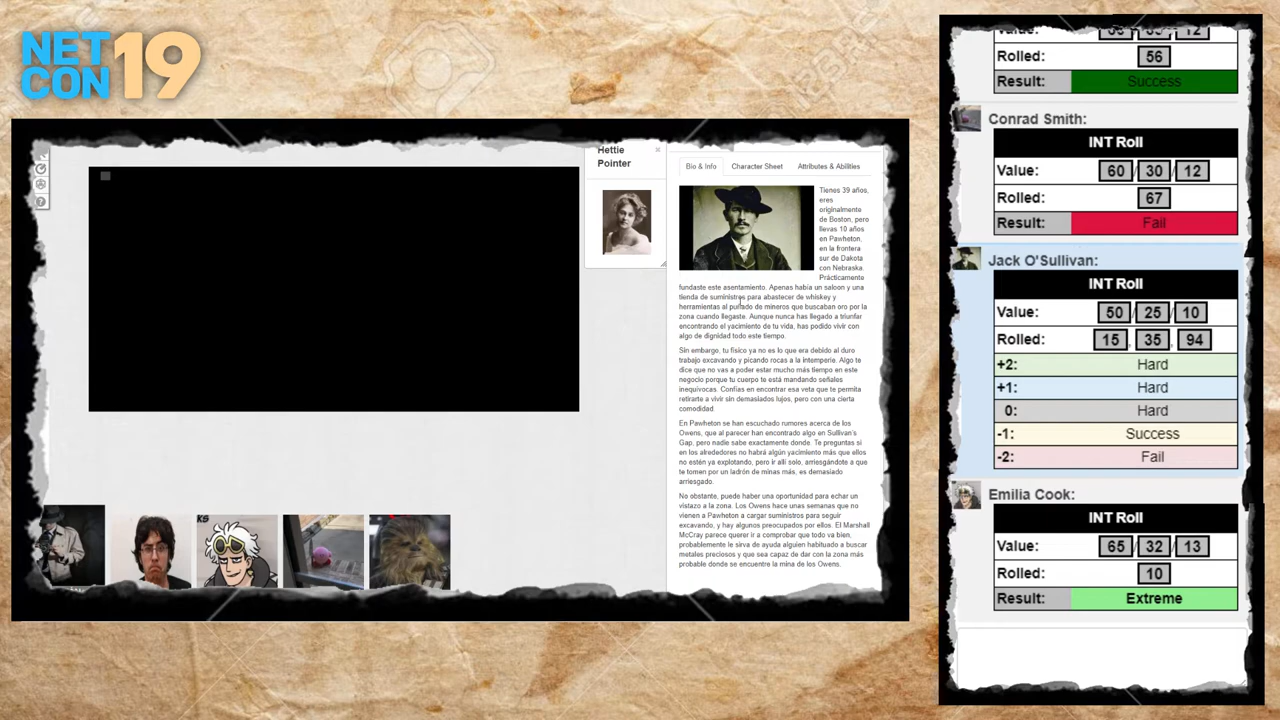 NET
CON
19
Hettie
Pointer
Bio & Info
Character Sheet
Attributes & Abilities
Tienes 39 años,
eres
originalmente
de Boston, pero
llevas 10 años
en Pawheton,
en la frontera
sur de Dakota
con Nebraska.
Prácticamente
fundaste este asentamiento. Apenas había un saloon y una
tienda de suministros para abastecer de whiskey y
herramientas al puñado de mineros que buscaban oro por la
zona cuando llegaste. Aunque nunca has llegado a triunfar
encontrando el yacimiento de tu vida, has podido vivir con
algo de dignidad todo este tiempo.
Sin embargo, tu físico ya no es lo que era debido al duro
trabajo excavando y picando rocas a la intemperie. Algo te
dice que no vas a poder estar mucho más tiempo en este
negocio porque tu cuerpo te está mandando señales
inequívocas. Confías en encontrar esa veta que te permita
retirarte a vivir sin demasiados lujos, pero con una cierta
comodidad
En Pawheton se han escuchado rumores acerca de los
Owens, que al parecer han encontrado algo en Sullivan's
Gap, pero nadie sabe exactamente donde. Te preguntas si
en los alrededores no habrá algún yacimiento más que ellos
no estén ya explotando, pero ir allí solo, arriesgándote a que
te tomen por un ladrón de minas más, es demasiado
arriesgado.
No obstante, puede haber una oportunidad para echar un
vistazo a la zona. Los Owens hace unas semanas que no
vienen a Pawheton a cargar suministros para seguir
excavando, y hay algunos preocupados por ellos. El Marshall
McCray parece querer ir a comprobar que todo va bien,
probablemente le sirva de ayuda alguien habituado a buscar
metales preciosos y que sea capaz de dar con la zona más
probable donde se encuentre la mina de los Owens.
KS
Value: 12
Rolled: 56
Result: Success
Conrad Smith:
INT Roll
Value: 60 / 30 / 12
Rolled: 67
Result: Fail
Jack O'Sullivan:
INT Roll
Value: 50 / 25 / 10
Rolled: 15, 35, 94
+2: Hard
+1: Hard
0: Hard
-1: Success
-2: Fail
Emilia Cook:
INT Roll
Value: 65 / 32 / 13
Rolled: 10
Result: Extreme